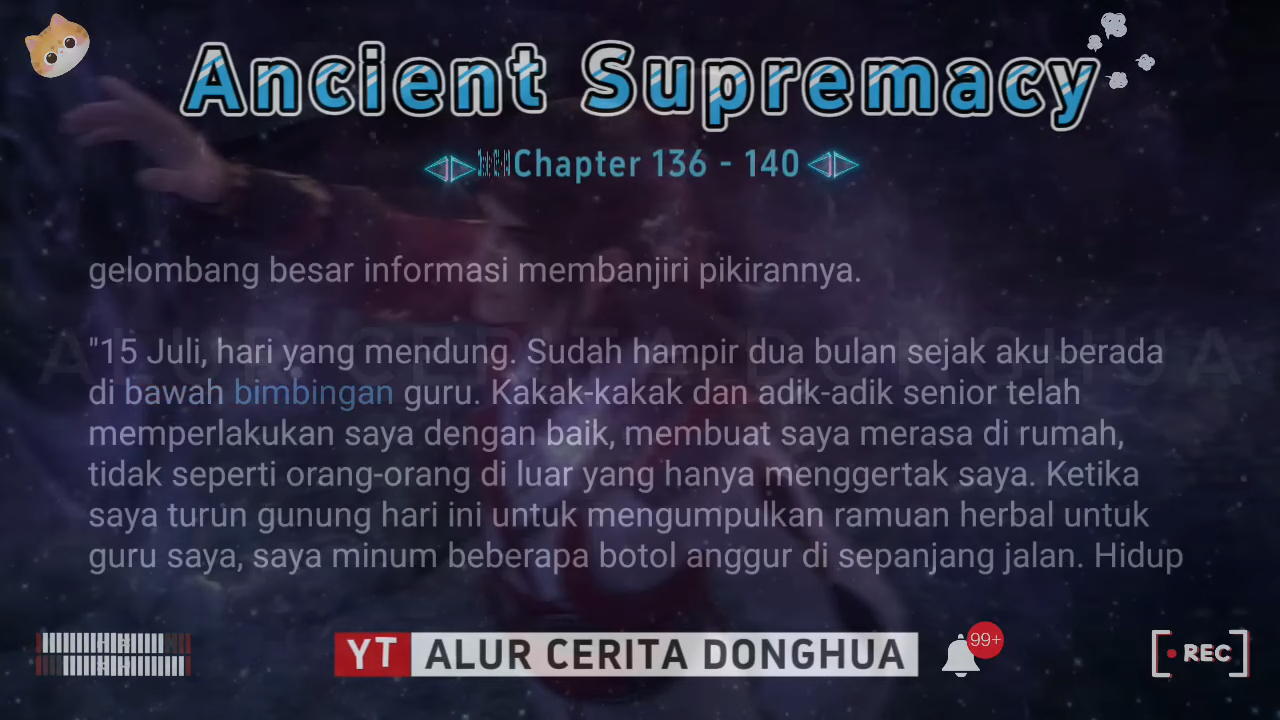 Ancient Supremacy
Chapter 136 - 140
gelombang besar informasi membanjiri pikirannya.
"15 Juli, hari yang mendung. Sudah hampir dua bulan sejak aku berada
di bawah bimbingan guru. Kakak-kakak dan adik-adik senior telah
memperlakukan saya dengan baik, membuat saya merasa di rumah,
tidak seperti orang-orang di luar yang hanya menggertak saya. Ketika
saya turun gunung hari ini untuk mengumpulkan ramuan herbal untuk
guru saya, saya minum beberapa botol anggur di sepanjang jalan. Hidup
ALUR CERITA DONGHUA
YT ALUR CERITA DONGHUA
99+
REC